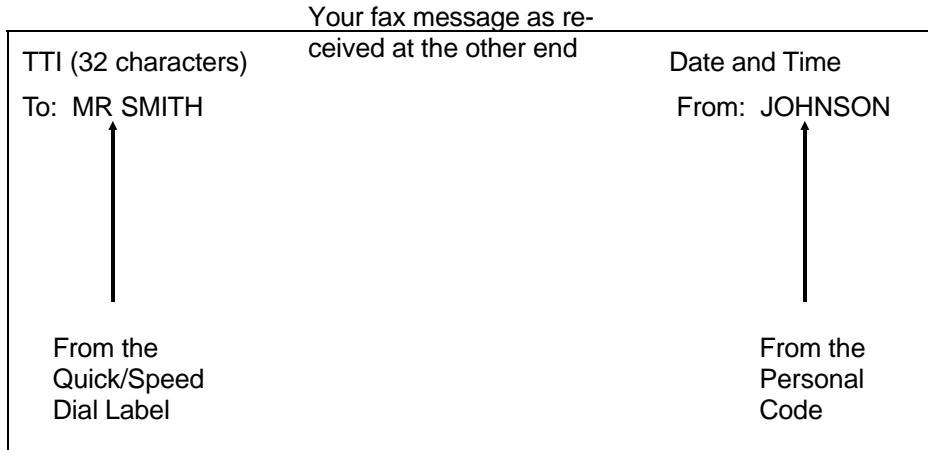 Your fax message as re-
ceived at the other end
TTI (32 characters)
Date and Time
To: MR SMITH
From: JOHNSON
From the
Quick/Speed
Dial Label
From the
Personal
Code